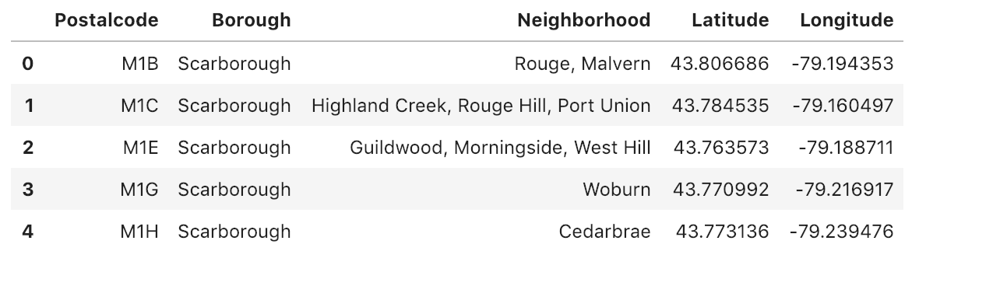 Postalcode Borough Neighborhood Latitude Longitude
0 M1B Scarborough Rouge, Malvern 43.806686 -79.194353
1 M1C Scarborough Highland Creek, Rouge Hill, Port Union 43.784535 -79.160497
2 M1E Scarborough Guildwood, Morningside, West Hill 43.763573 -79.188711
3 M1G Scarborough Woburn 43.770992 -79.216917
4 M1H Scarborough Cedarbrae 43.773136 -79.239476